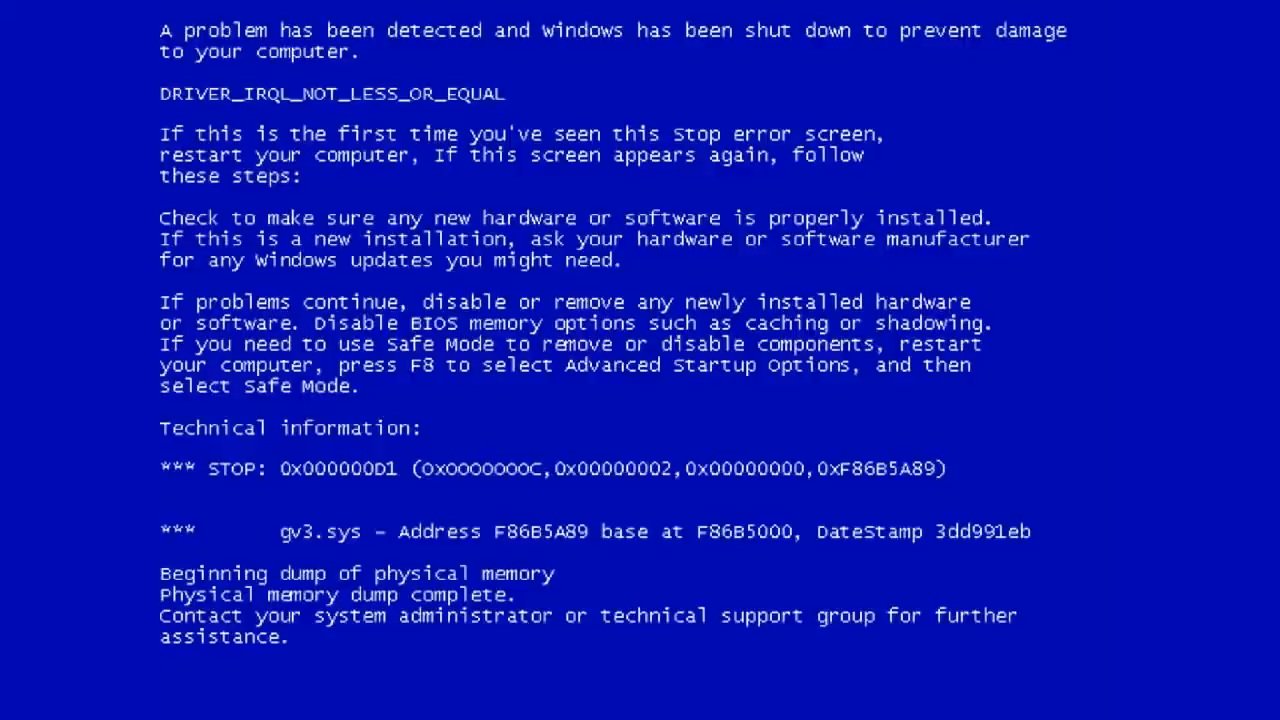 A problem has been detected and Windows has been shut down to prevent damage
to your computer.
DRIVER_IRQL_NOT_LESS_OR_EQUAL
If this is the first time you've seen this Stop error screen,
restart your computer, If this screen appears again, follow
these steps:
Check to make sure any new hardware or software is properly installed.
If this is a new installation, ask your hardware or software manufacturer
for any Windows updates you might need.
If problems continue, disable or remove any newly installed hardware
or software. Disable BIOS memory options such as caching or shadowing.
If you need to use Safe Mode to remove or disable components, restart
your computer, press F8 to select Advanced Startup Options, and then
select Safe Mode.
Technical information:
*** STOP: 0x000000D1 (0x0000000C,0x00000002,0x00000000,0xF86B5A89)
*** gv3.sys – Address F86B5A89 base at F86B5000, DateStamp 3dd991eb
Beginning dump of physical memory
Physical memory dump complete.
Contact your system administrator or technical support group for further
assistance.